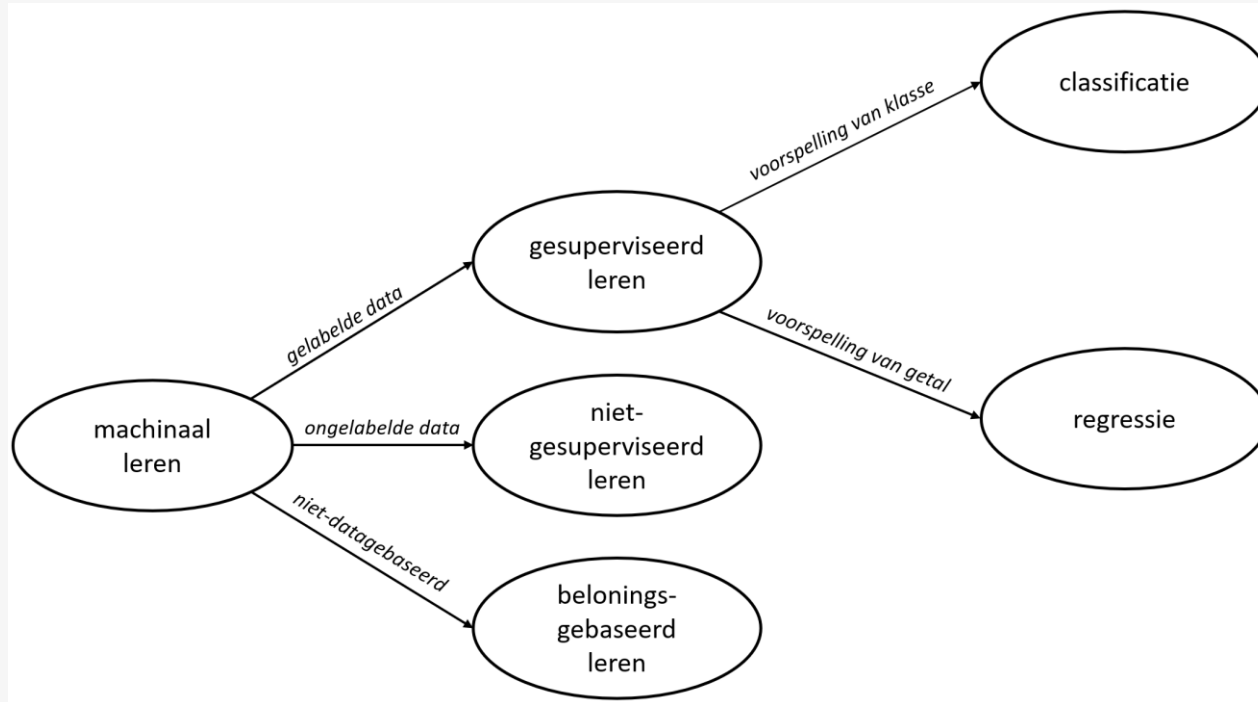 classificatie
voorspelling van klasse
gesuperviseerd
leren
voorspelling van getal
gelabelde data
regressie
machinaal
leren
ongelabelde data
niet-
gesuperviseerd
leren
niet-datagebaseerd
belonings-
gebaseerd
leren